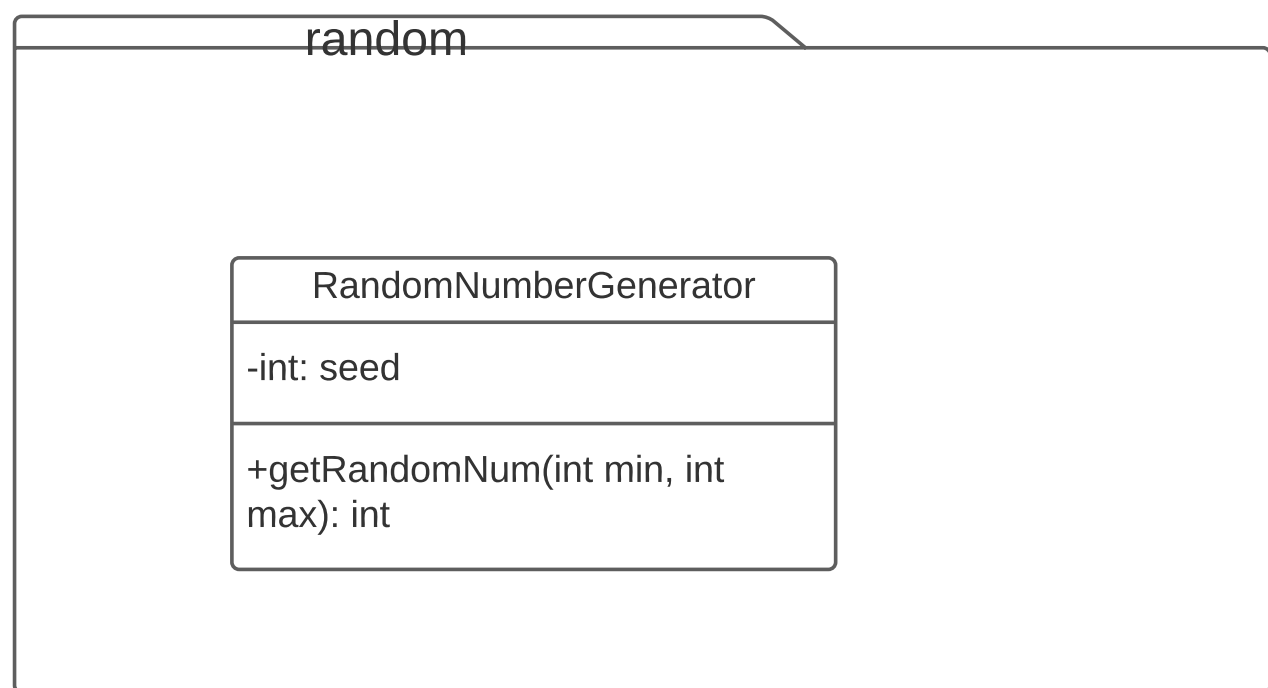 random
RandomNumberGenerator
-int: seed
+getRandomNum(int min, int
max): int